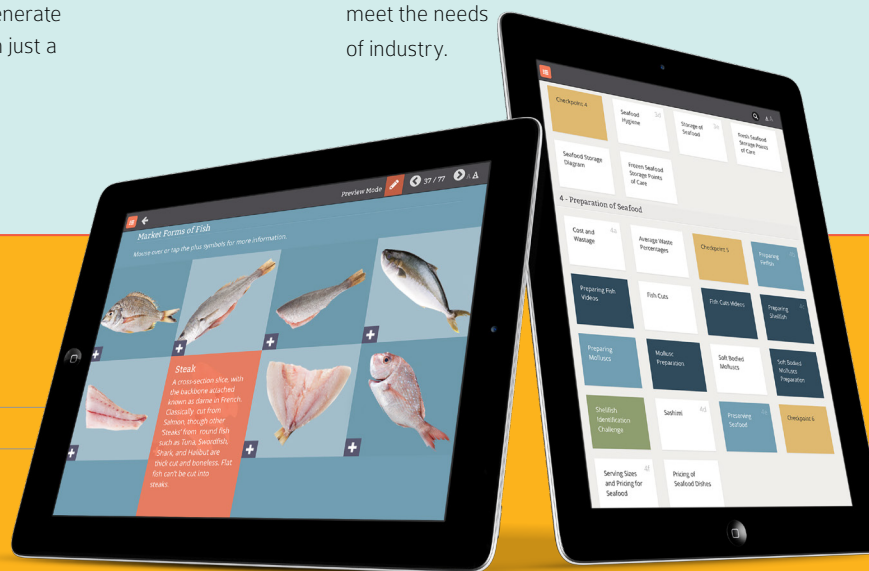 enerate
n just a
meet the needs
of industry.
Preview Mode
37 / 77
A A
Market Forms of Fish
Mouse over or tap the plus symbols for more information.
Steak
A cross-section slice, with
the backbone attached
known as darne in French.
Classically, cut from
Salmon, though other
'Steaks' from round fish
such as Tuna, Swordfish,
Shark, and Halibut are
thick cut and boneless. Flat
fish can't be cut into
steaks.
A A
Checkpoint 4
Seafood
Hygiene
3d
Storage of
Seafood
3e
Fresh Seafood
Storage Points
of Care
Seafood Storage
Diagram
Frozen Seafood
Storage Points
of Care
4 - Preparation of Seafood
Cost and
Wastage
4a
Average Waste
Percentages
Checkpoint 5
Preparing
Finfish
Preparing Fish
Videos
Fish Cuts
Fish Cuts Videos
Preparing
Shellfish
Preparing
Molluscs
Mollusc
Preparation
Soft Bodied
Molluscs
Soft Bodied
Molluscs
Preparation
Shellfish
Identification
Challenge
Sashimi
4d
Preserving
Seafood
Checkpoint 6
Serving Sizes
and Pricing for
Seafood
4f
Pricing of
Seafood Dishes